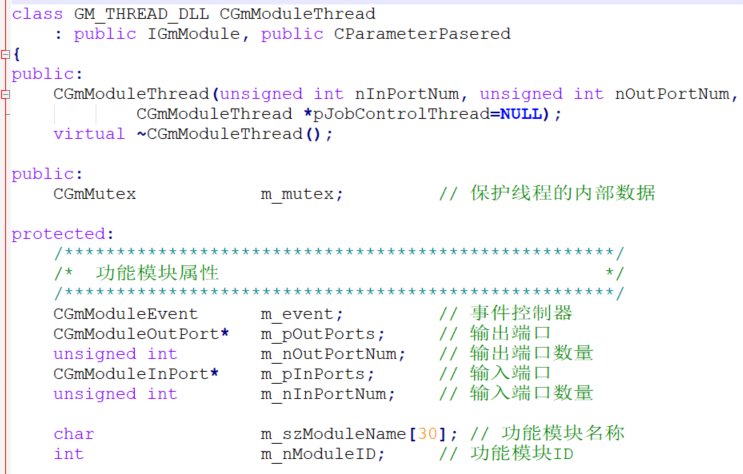 class GM_THREAD_DLL CGmModuleThread
    : public IGmModule, public CParameterPasered
{
public:
    CGmModuleThread(unsigned int nInPortNum, unsigned int nOutPortNum,
            CGmModuleThread *pJobControlThread=NULL);
    virtual ~CGmModuleThread();

public:
    CGmMutex            m_mutex;         // 保护线程的内部数据

protected:
    /*****************************************************/
    /*  功能模块属性                                     */
    /*****************************************************/
    CGmModuleEvent      m_event;         // 事件控制器
    CGmModuleOutPort*   m_pOutPorts;     // 输出端口
    unsigned int        m_nOutPortNum;   // 输出端口数量
    CGmModuleInPort*    m_pInPorts;      // 输入端口
    unsigned int        m_nInPortNum;    // 输入端口数量

    char                m_szModuleName[30]; // 功能模块名称
    int                 m_nModuleID;     // 功能模块ID